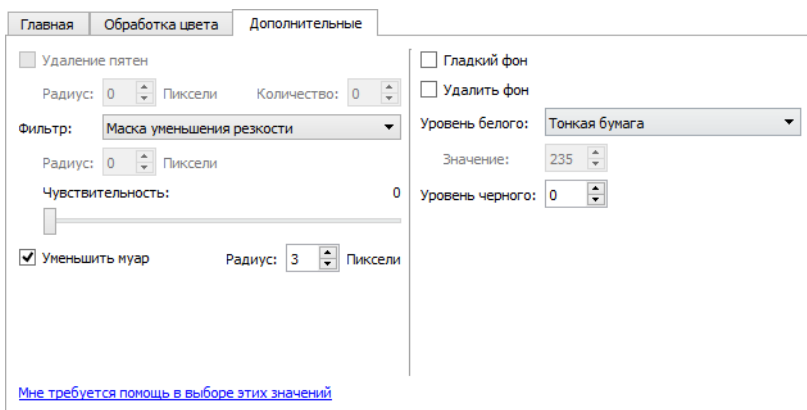 Главная Обработка цвета Дополнительные
Удаление пятен
Радиус: 0 Пиксели Количество: 0
Фильтр: Маска уменьшения резкости
Радиус: 0 Пиксели
Чувствительность: 0
Уменьшить муар Радиус: 3 Пиксели
Мне требуется помощь в выборе этих значений
Гладкий фон
Удалить фон
Уровень белого: Тонкая бумага
Значение: 235
Уровень черного: 0